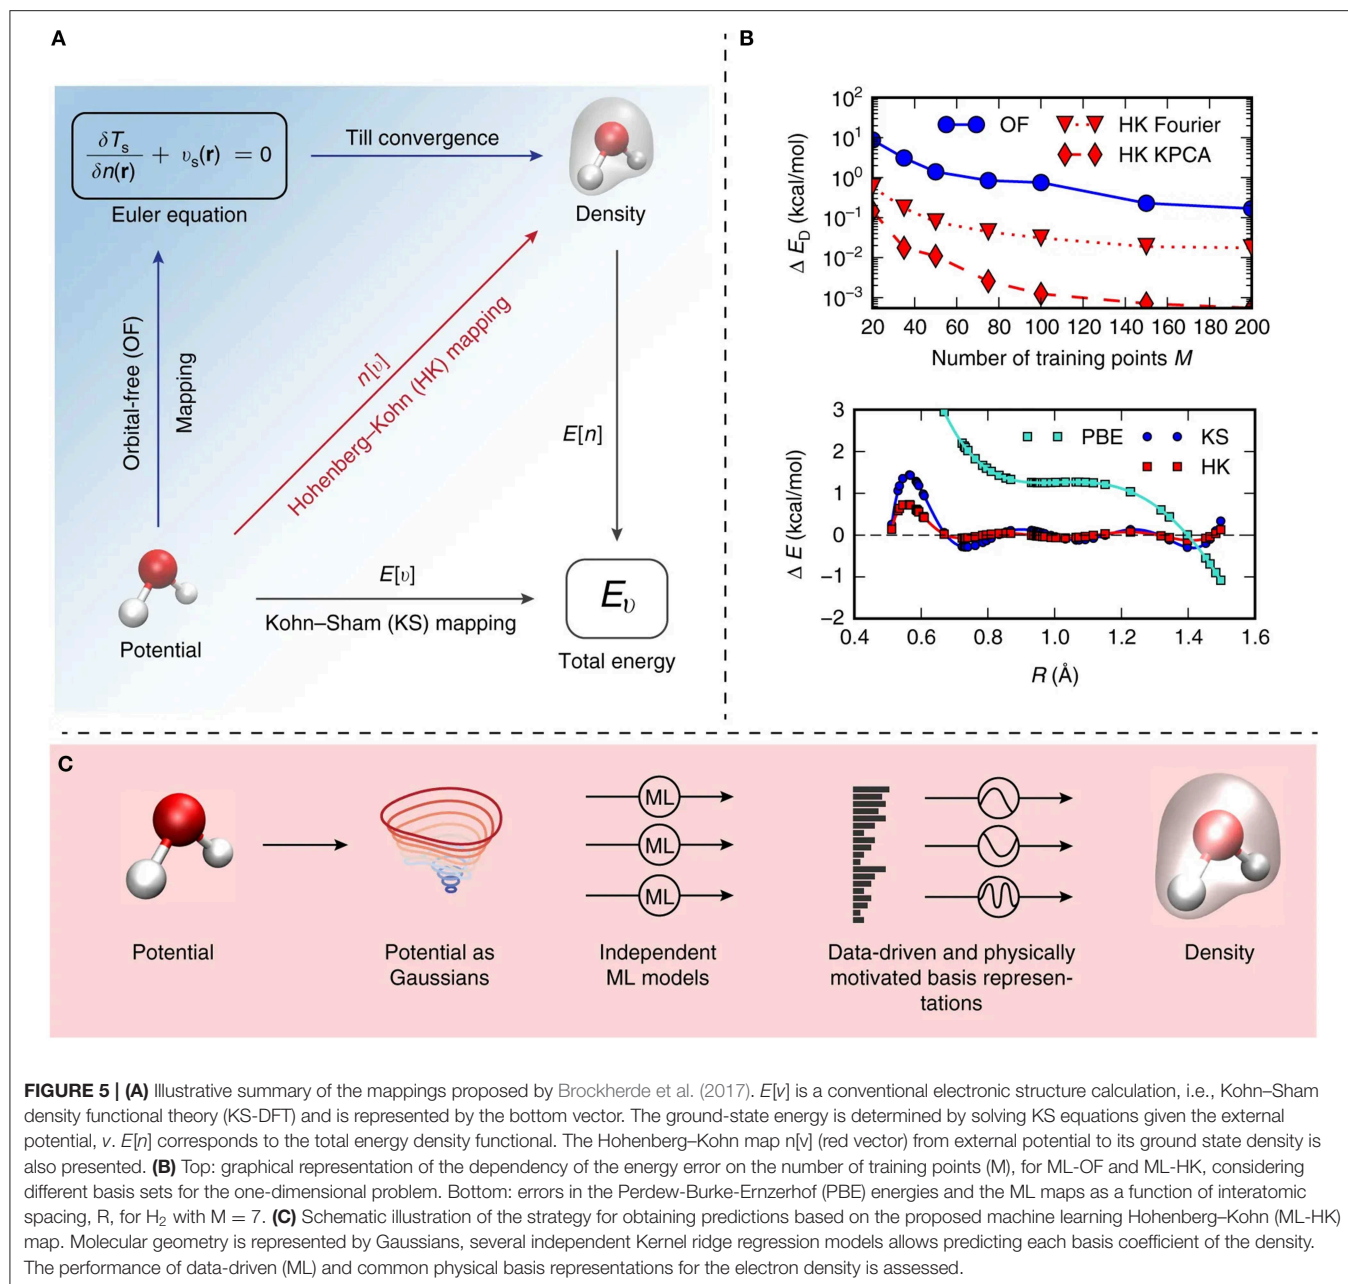 A
δTs
δn(r)
+ υs(r) = 0
Euler equation
Till convergence
Density
Orbital-free (OF)
Mapping
n[υ]
Hohenberg–Kohn (HK) mapping
E[n]
Potential
E[υ]
Kohn–Sham (KS) mapping
Eυ
Total energy
B
10²
10¹
10⁰
10⁻¹
10⁻²
10⁻³
Δ ED (kcal/mol)
OF
HK Fourier
HK KPCA
20 40 60 80 100 120 140 160 180 200
Number of training points M
3
2
1
0
−1
−2
Δ E (kcal/mol)
PBE
KS
HK
0.4 0.6 0.8 1.0 1.2 1.4 1.6
R (Å)
C
ML
ML
ML
Potential
Potential as
Gaussians
Independent
ML models
Data-driven and physically
motivated basis represen-
tations
Density
FIGURE 5 | (A) Illustrative summary of the mappings proposed by Brockherde et al. (2017). E[v] is a conventional electronic structure calculation, i.e., Kohn–Sham
density functional theory (KS-DFT) and is represented by the bottom vector. The ground-state energy is determined by solving KS equations given the external
potential, v. E[n] corresponds to the total energy density functional. The Hohenberg–Kohn map n[v] (red vector) from external potential to its ground state density is
also presented. (B) Top: graphical representation of the dependency of the energy error on the number of training points (M), for ML-OF and ML-HK, considering
different basis sets for the one-dimensional problem. Bottom: errors in the Perdew-Burke-Ernzerhof (PBE) energies and the ML maps as a function of interatomic
spacing, R, for H₂ with M = 7. (C) Schematic illustration of the strategy for obtaining predictions based on the proposed machine learning Hohenberg–Kohn (ML-HK)
map. Molecular geometry is represented by Gaussians, several independent Kernel ridge regression models allows predicting each basis coefficient of the density.
The performance of data-driven (ML) and common physical basis representations for the electron density is assessed.